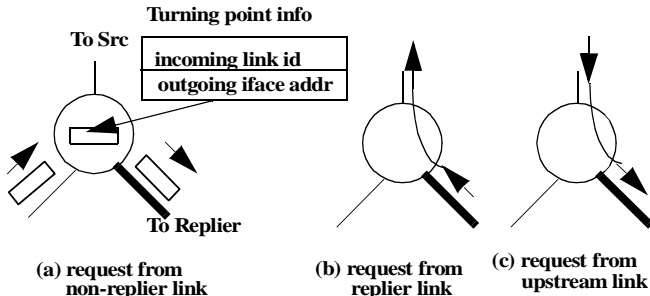 Turning point info
To Src
incoming link id
outgoing iface addr
To Replier
(a) request from
non-replier link
(b) request from
replier link
(c) request from
upstream link